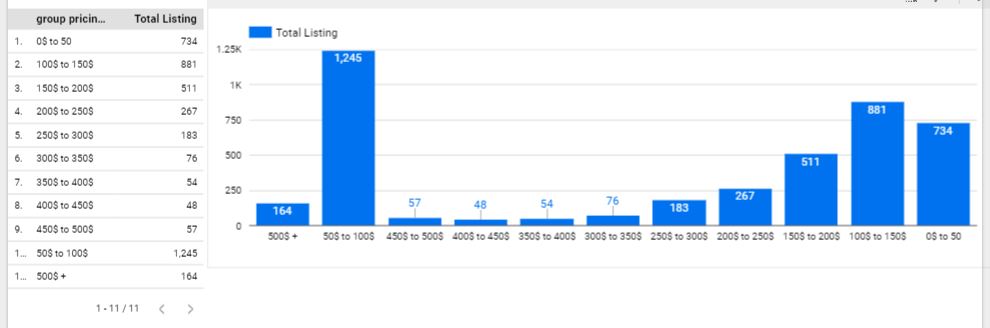 group pricin... Total Listing
1. 0$ to 50 734
2. 100$ to 150$ 881
3. 150$ to 200$ 511
4. 200$ to 250$ 267
5. 250$ to 300$ 183
6. 300$ to 350$ 76
7. 350$ to 400$ 54
8. 400$ to 450$ 48
9. 450$ to 500$ 57
1... 50$ to 100$ 1,245
1... 500$ + 164
1 - 11 / 11
Total Listing
1.25K
1K
750
500
250
0
164 1,245 57 48 54 76 183 267 511 881 734
500$ + 50$ to 100$ 450$ to 500$ 400$ to 450$ 350$ to 400$ 300$ to 350$ 250$ to 300$ 200$ to 250$ 150$ to 200$ 100$ to 150$ 0$ to 50